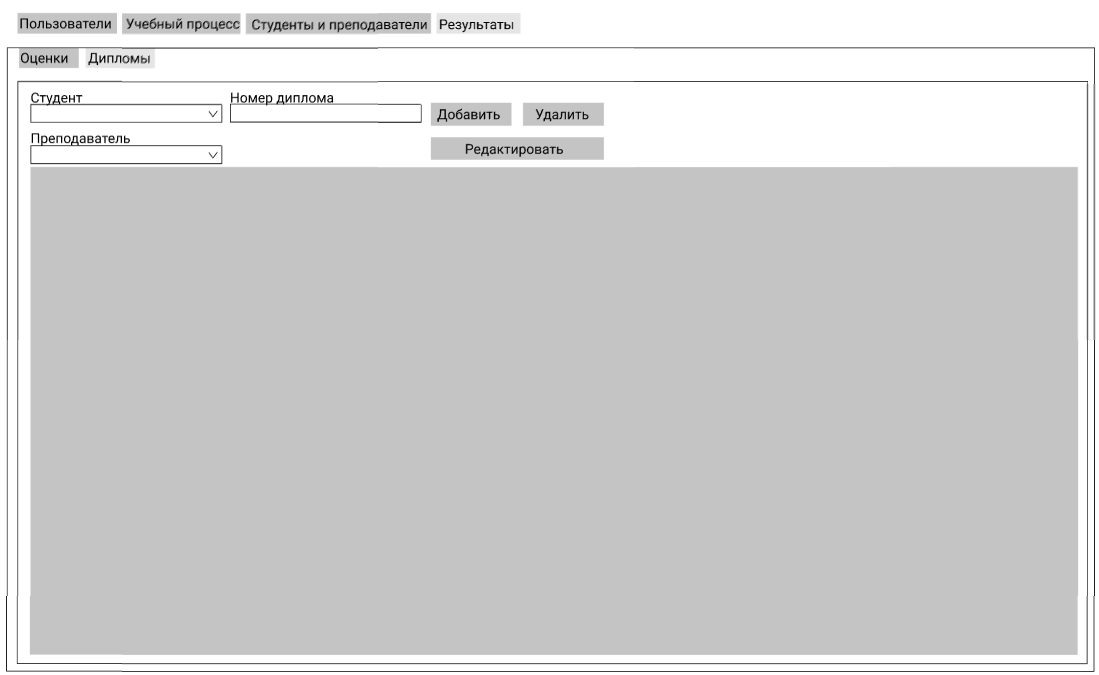 Пользователи Учебный процесс Студенты и преподаватели Результаты
Оценки Дипломы
Студент Номер диплома
Добавить Удалить
Преподаватель
Редактировать